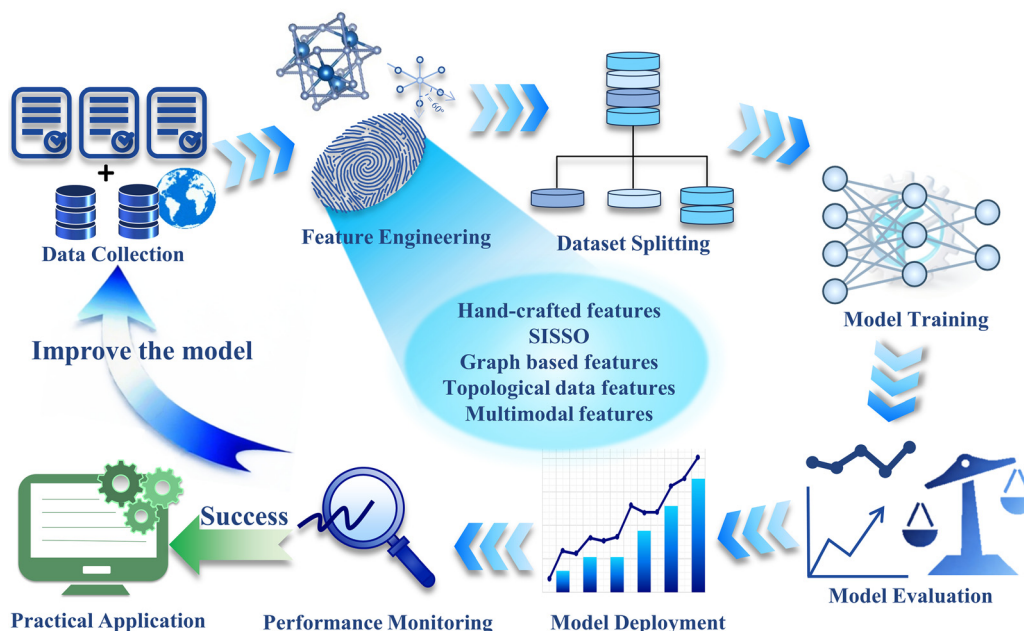 +
i = 60°
Data Collection
Feature Engineering
Dataset Splitting
Hand-crafted features
SISSO
Graph based features
Topological data features
Multimodal features
Model Training
Improve the model
Success
Practical Application
Performance Monitoring
Model Deployment
Model Evaluation